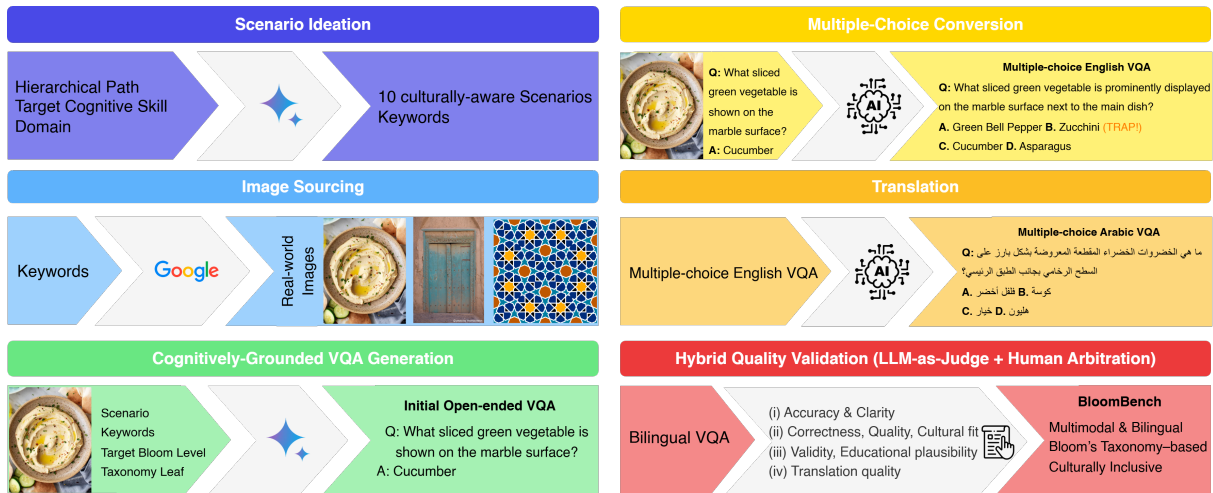 Scenario Ideation
Hierarchical Path
Target Cognitive Skill
Domain
10 culturally-aware Scenarios
Keywords
Image Sourcing
Keywords
Google
Real-world
Images
Cognitively-Grounded VQA Generation
Scenario
Keywords
Target Bloom Level
Taxonomy Leaf
Initial Open-ended VQA
Q: What sliced green vegetable is
shown on the marble surface?
A: Cucumber
Multiple-Choice Conversion
Q: What sliced
green vegetable is
shown on the
marble surface?
A: Cucumber
AI
Multiple-choice English VQA
Q: What sliced green vegetable is prominently displayed
on the marble surface next to the main dish?
A. Green Bell Pepper B. Zucchini (TRAP!)
C. Cucumber D. Asparagus
Translation
Multiple-choice English VQA
AI
Multiple-choice Arabic VQA
Q: ما هي الخضروات الخضراء المقطعة المعروضة بشكل بارز على
السطح الرخامي بجانب الطبق الرئيسي؟
A. فلفل أخضر B. كوسة
C. خيار D. هليون
Hybrid Quality Validation (LLM-as-Judge + Human Arbitration)
Bilingual VQA
(i) Accuracy & Clarity
(ii) Correctness, Quality, Cultural fit
(iii) Validity, Educational plausibility
(iv) Translation quality
BloomBench
Multimodal & Bilingual
Bloom's Taxonomy–based
Culturally Inclusive